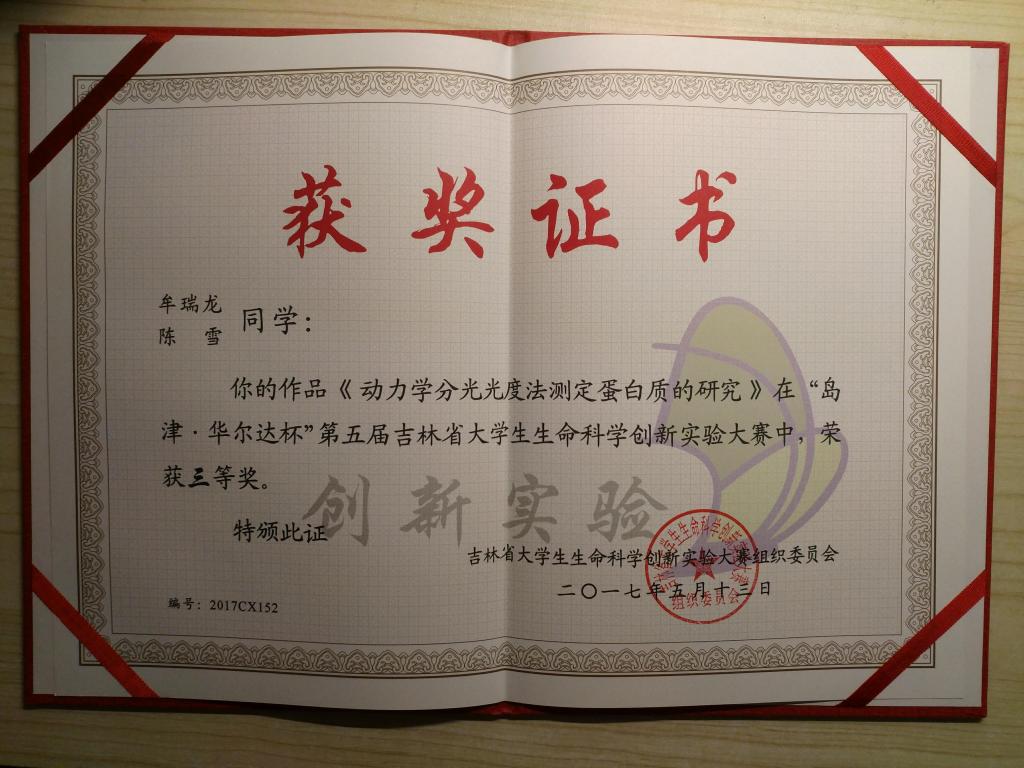 获奖证书
牟瑞龙
陈 雪
同学：
你的作品《动力学分光光度法测定蛋白质的研究》在“岛
津·华尔达杯”第五届吉林省大学生生命科学创新实验大赛中，荣
获三等奖。
创新实验
特颁此证
吉林省大学生生命科学创新实验大赛组织委员会
二〇一七年五月十三日
组织委员会
编号：2017CX152